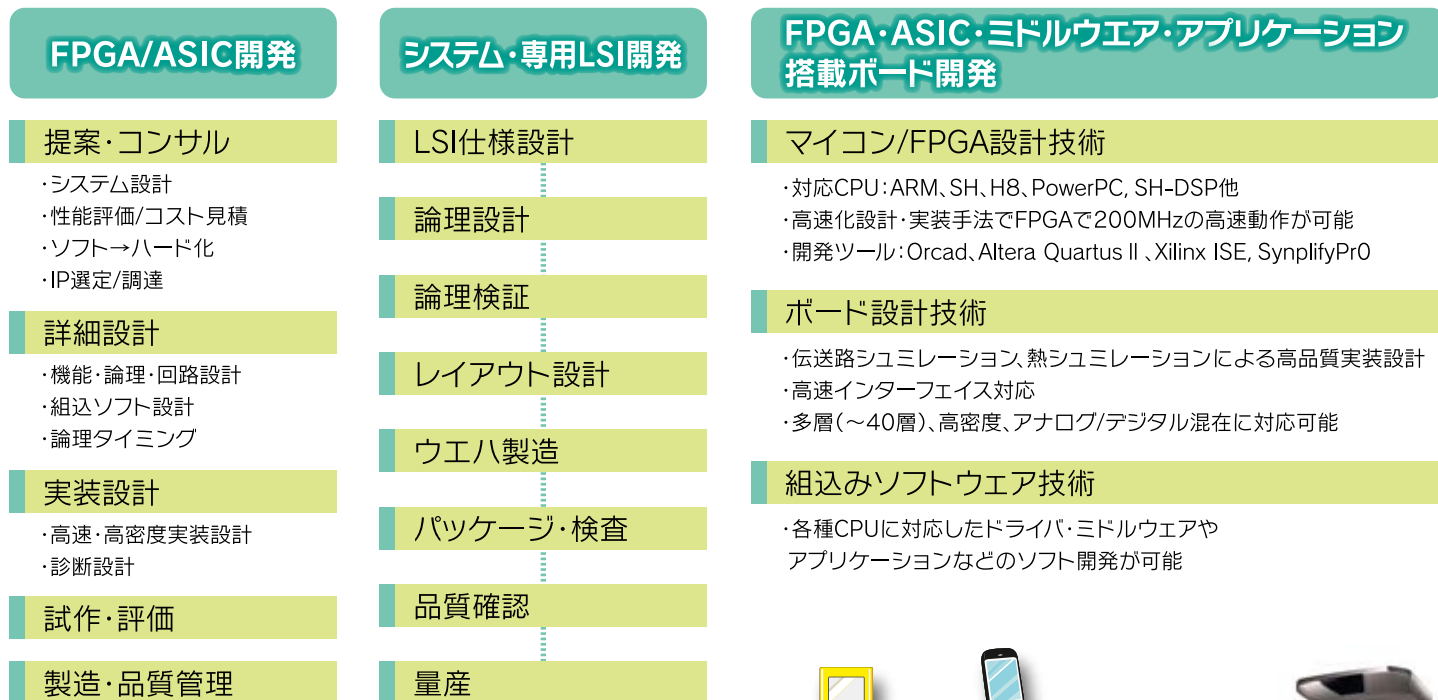 FPGA/ASIC開発
提案・コンサル
・システム設計
・性能評価/コスト見積
・ソフト→ハード化
・IP選定/調達
詳細設計
・機能・論理・回路設計
・組込ソフト設計
・論理タイミング
実装設計
・高速・高密度実装設計
・診断設計
試作・評価
製造・品質管理
システム・専用LSI開発
LSI仕様設計
論理設計
論理検証
レイアウト設計
ウエハ製造
パッケージ・検査
品質確認
量産
FPGA・ASIC・ミドルウエア・アプリケーション
搭載ボード開発
マイコン/FPGA設計技術
・対応CPU：ARM、SH、H8、PowerPC, SH-DSP他
・高速化設計・実装手法でFPGAで200MHzの高速動作が可能
・開発ツール：Orcad、Altera QuartusⅡ、Xilinx ISE, SynplifyPr0
ボード設計技術
・伝送路シュミレーション、熱シュミレーションによる高品質実装設計
・高速インターフェイス対応
・多層（～40層）、高密度、アナログ/デジタル混在に対応可能
組込みソフトウェア技術
・各種CPUに対応したドライバ・ミドルウェアや
アプリケーションなどのソフト開発が可能